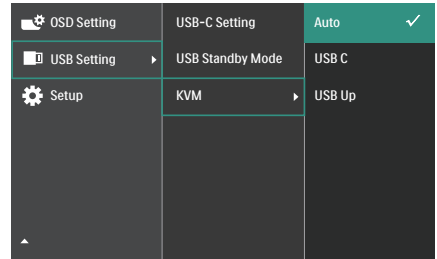 OSD Setting
USB Setting
Setup
USB-C Setting
USB Standby Mode
KVM
Auto
USB C
USB Up